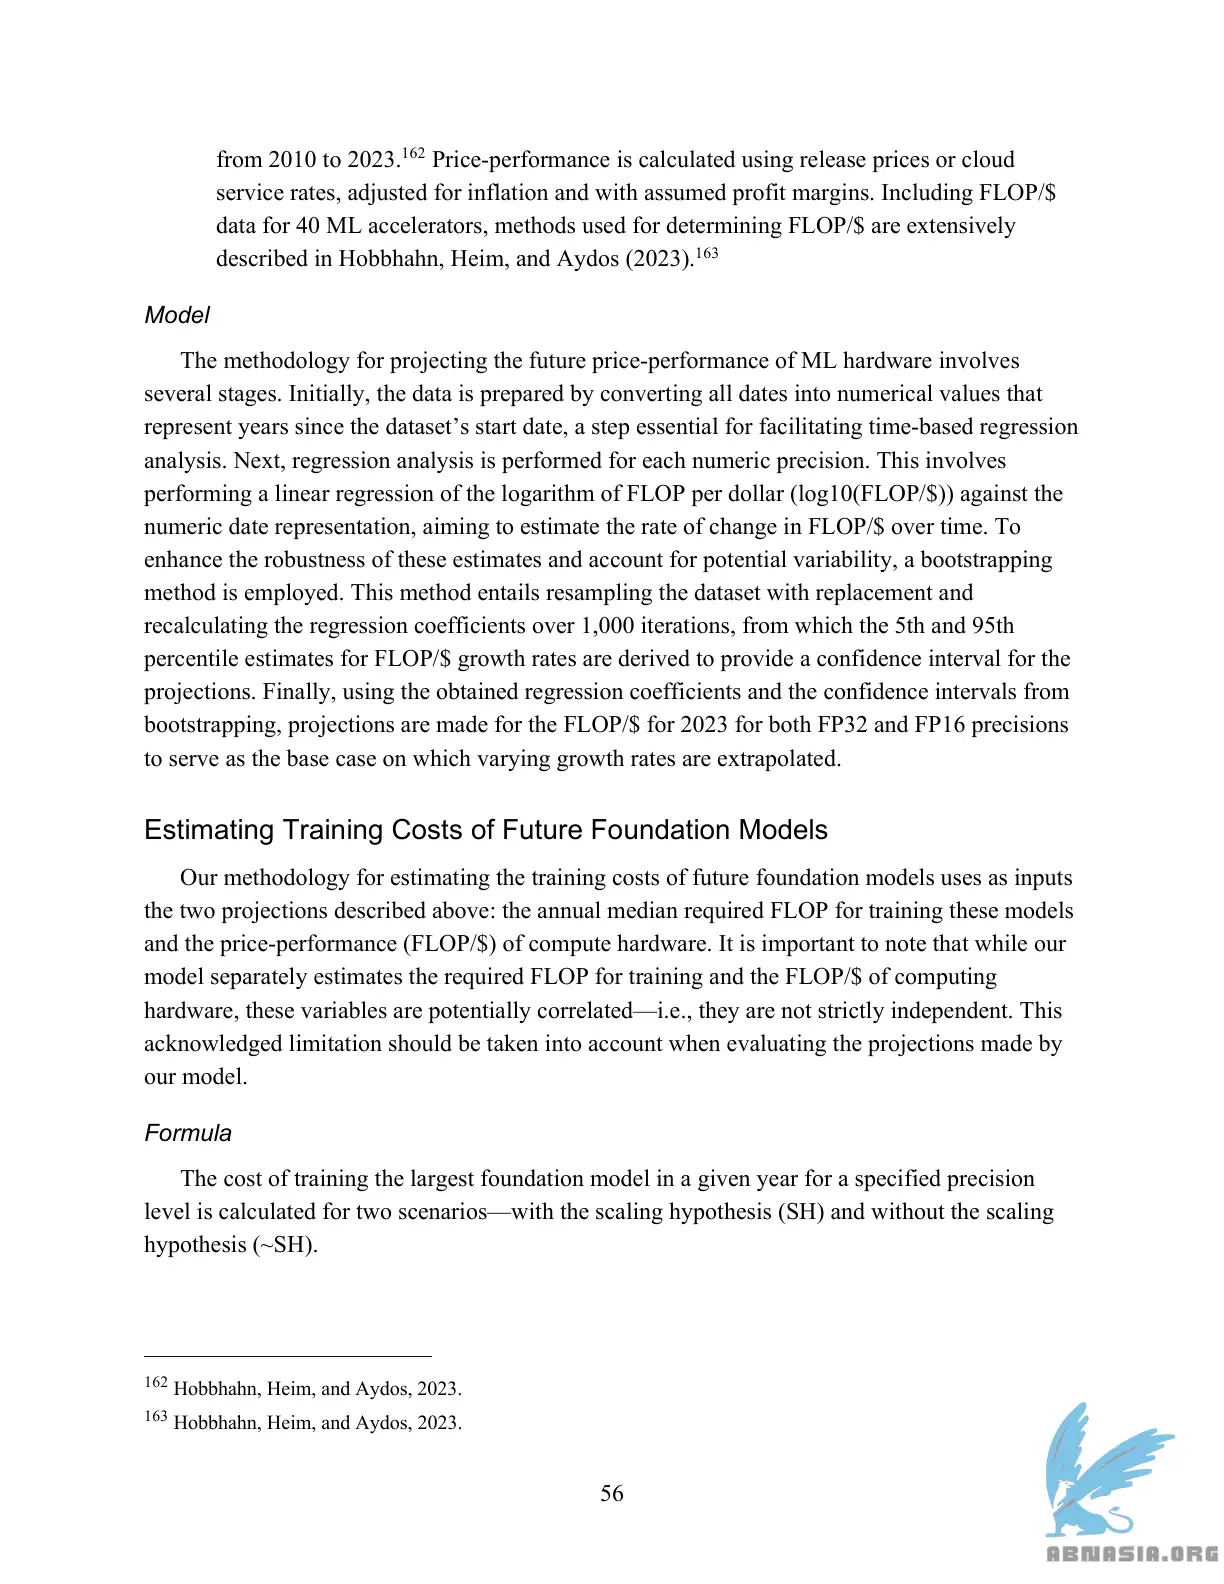 from 2010 to 2023.162 Price-performance is calculated using release prices or cloud
service rates, adjusted for inflation and with assumed profit margins. Including FLOP/$
data for 40 ML accelerators, methods used for determining FLOP/$ are extensively
described in Hobbhahn, Heim, and Aydos (2023).163
Model
The methodology for projecting the future price-performance of ML hardware involves
several stages. Initially, the data is prepared by converting all dates into numerical values that
represent years since the dataset’s start date, a step essential for facilitating time-based regression
analysis. Next, regression analysis is performed for each numeric precision. This involves
performing a linear regression of the logarithm of FLOP per dollar (log10(FLOP/$)) against the
numeric date representation, aiming to estimate the rate of change in FLOP/$ over time. To
enhance the robustness of these estimates and account for potential variability, a bootstrapping
method is employed. This method entails resampling the dataset with replacement and
recalculating the regression coefficients over 1,000 iterations, from which the 5th and 95th
percentile estimates for FLOP/$ growth rates are derived to provide a confidence interval for the
projections. Finally, using the obtained regression coefficients and the confidence intervals from
bootstrapping, projections are made for the FLOP/$ for 2023 for both FP32 and FP16 precisions
to serve as the base case on which varying growth rates are extrapolated.
Estimating Training Costs of Future Foundation Models
Our methodology for estimating the training costs of future foundation models uses as inputs
the two projections described above: the annual median required FLOP for training these models
and the price-performance (FLOP/$) of compute hardware. It is important to note that while our
model separately estimates the required FLOP for training and the FLOP/$ of computing
hardware, these variables are potentially correlated—i.e., they are not strictly independent. This
acknowledged limitation should be taken into account when evaluating the projections made by
our model.
Formula
The cost of training the largest foundation model in a given year for a specified precision
level is calculated for two scenarios—with the scaling hypothesis (SH) and without the scaling
hypothesis (~SH).
162 Hobbhahn, Heim, and Aydos, 2023.
163 Hobbhahn, Heim, and Aydos, 2023.
56
ABNASIA.ORG